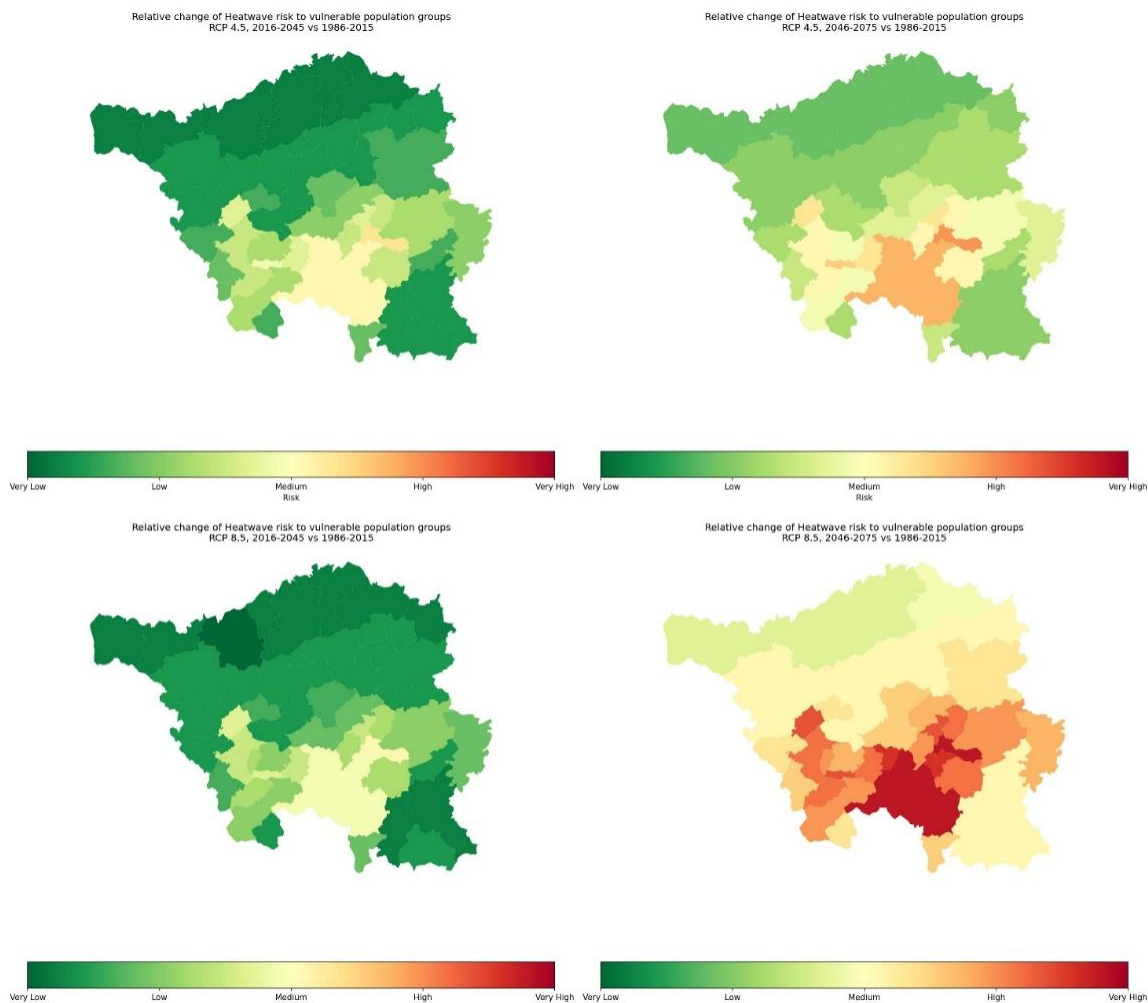 Relative change of Heatwave risk to vulnerable population groups
RCP 4.5, 2016-2045 vs 1986-2015
Very Low Low Medium High Very High
Risk
Relative change of Heatwave risk to vulnerable population groups
RCP 4.5, 2046-2075 vs 1986-2015
Very Low Low Medium High Very High
Risk
Relative change of Heatwave risk to vulnerable population groups
RCP 8.5, 2016-2045 vs 1986-2015
Very Low Low Medium High Very High
Relative change of Heatwave risk to vulnerable population groups
RCP 8.5, 2046-2075 vs 1986-2015
Very Low Low Medium High Very High